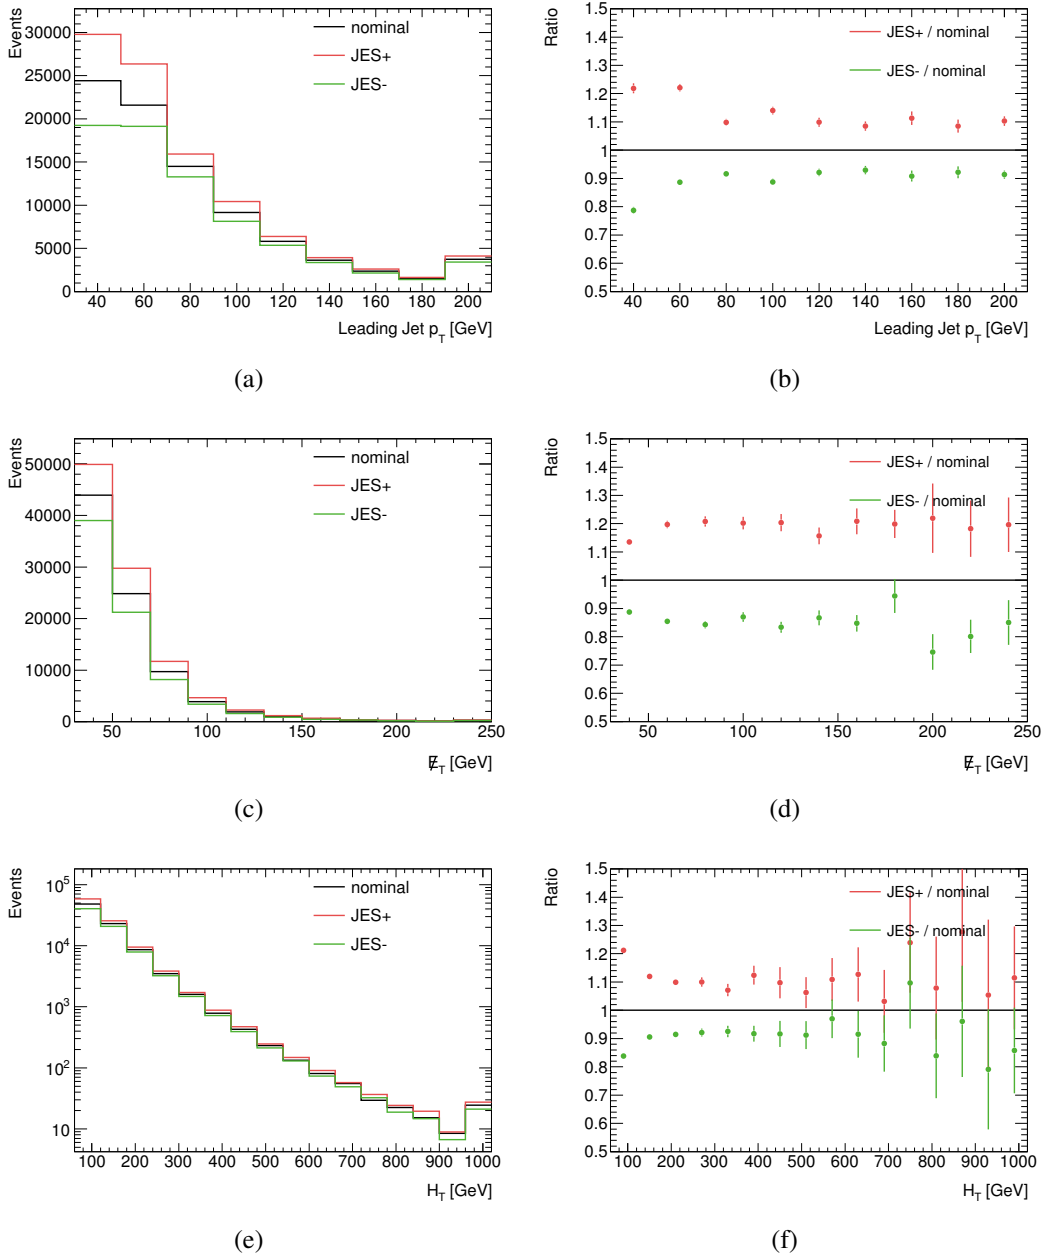 Events
30000
25000
20000
15000
10000
5000
0
nominal
JES+
JES-
40 60 80 100 120 140 160 180 200
Leading Jet p_T [GeV]
(a)
Ratio
1.5
1.4
1.3
1.2
1.1
1
0.9
0.8
0.7
0.6
0.5
JES+ / nominal
JES- / nominal
40 60 80 100 120 140 160 180 200
Leading Jet p_T [GeV]
(b)
Events
50000
40000
30000
20000
10000
0
nominal
JES+
JES-
50 100 150 200 250
E̸_T [GeV]
(c)
Ratio
1.5
1.4
1.3
1.2
1.1
1
0.9
0.8
0.7
0.6
0.5
JES+ / nominal
JES- / nominal
50 100 150 200 250
E̸_T [GeV]
(d)
Events
10^5
10^4
10^3
10^2
10
nominal
JES+
JES-
100 200 300 400 500 600 700 800 900 1000
H_T [GeV]
(e)
Ratio
1.5
1.4
1.3
1.2
1.1
1
0.9
0.8
0.7
0.6
0.5
JES+ / nominal
JES- / nominal
100 200 300 400 500 600 700 800 900 1000
H_T [GeV]
(f)